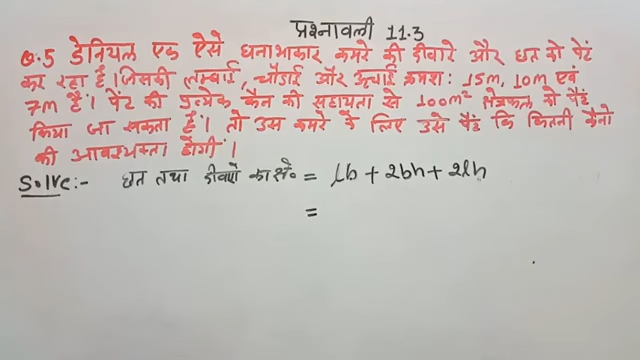 प्रश्नावली 11.3
Q.5 डेनियल एक ऐसे घनाभाकार कमरे की दीवारे और छत को पेंट
कर रहा है। जिसकी लम्बाई, चौडाई और ऊंचाई क्रमश: 15m, 10m एवं
7m है। पेंट की प्रत्येक कैन की सहायता से 100m² क्षेत्रफल को पैंट
किया जा सकता है। तो उस कमरे के लिए उसे पैंट कि कितनी कैनो
की आवश्यकता होगी।
Solve:- छत तथा दीवारो का क्षे॰ = lb + 2bh + 2lh
=